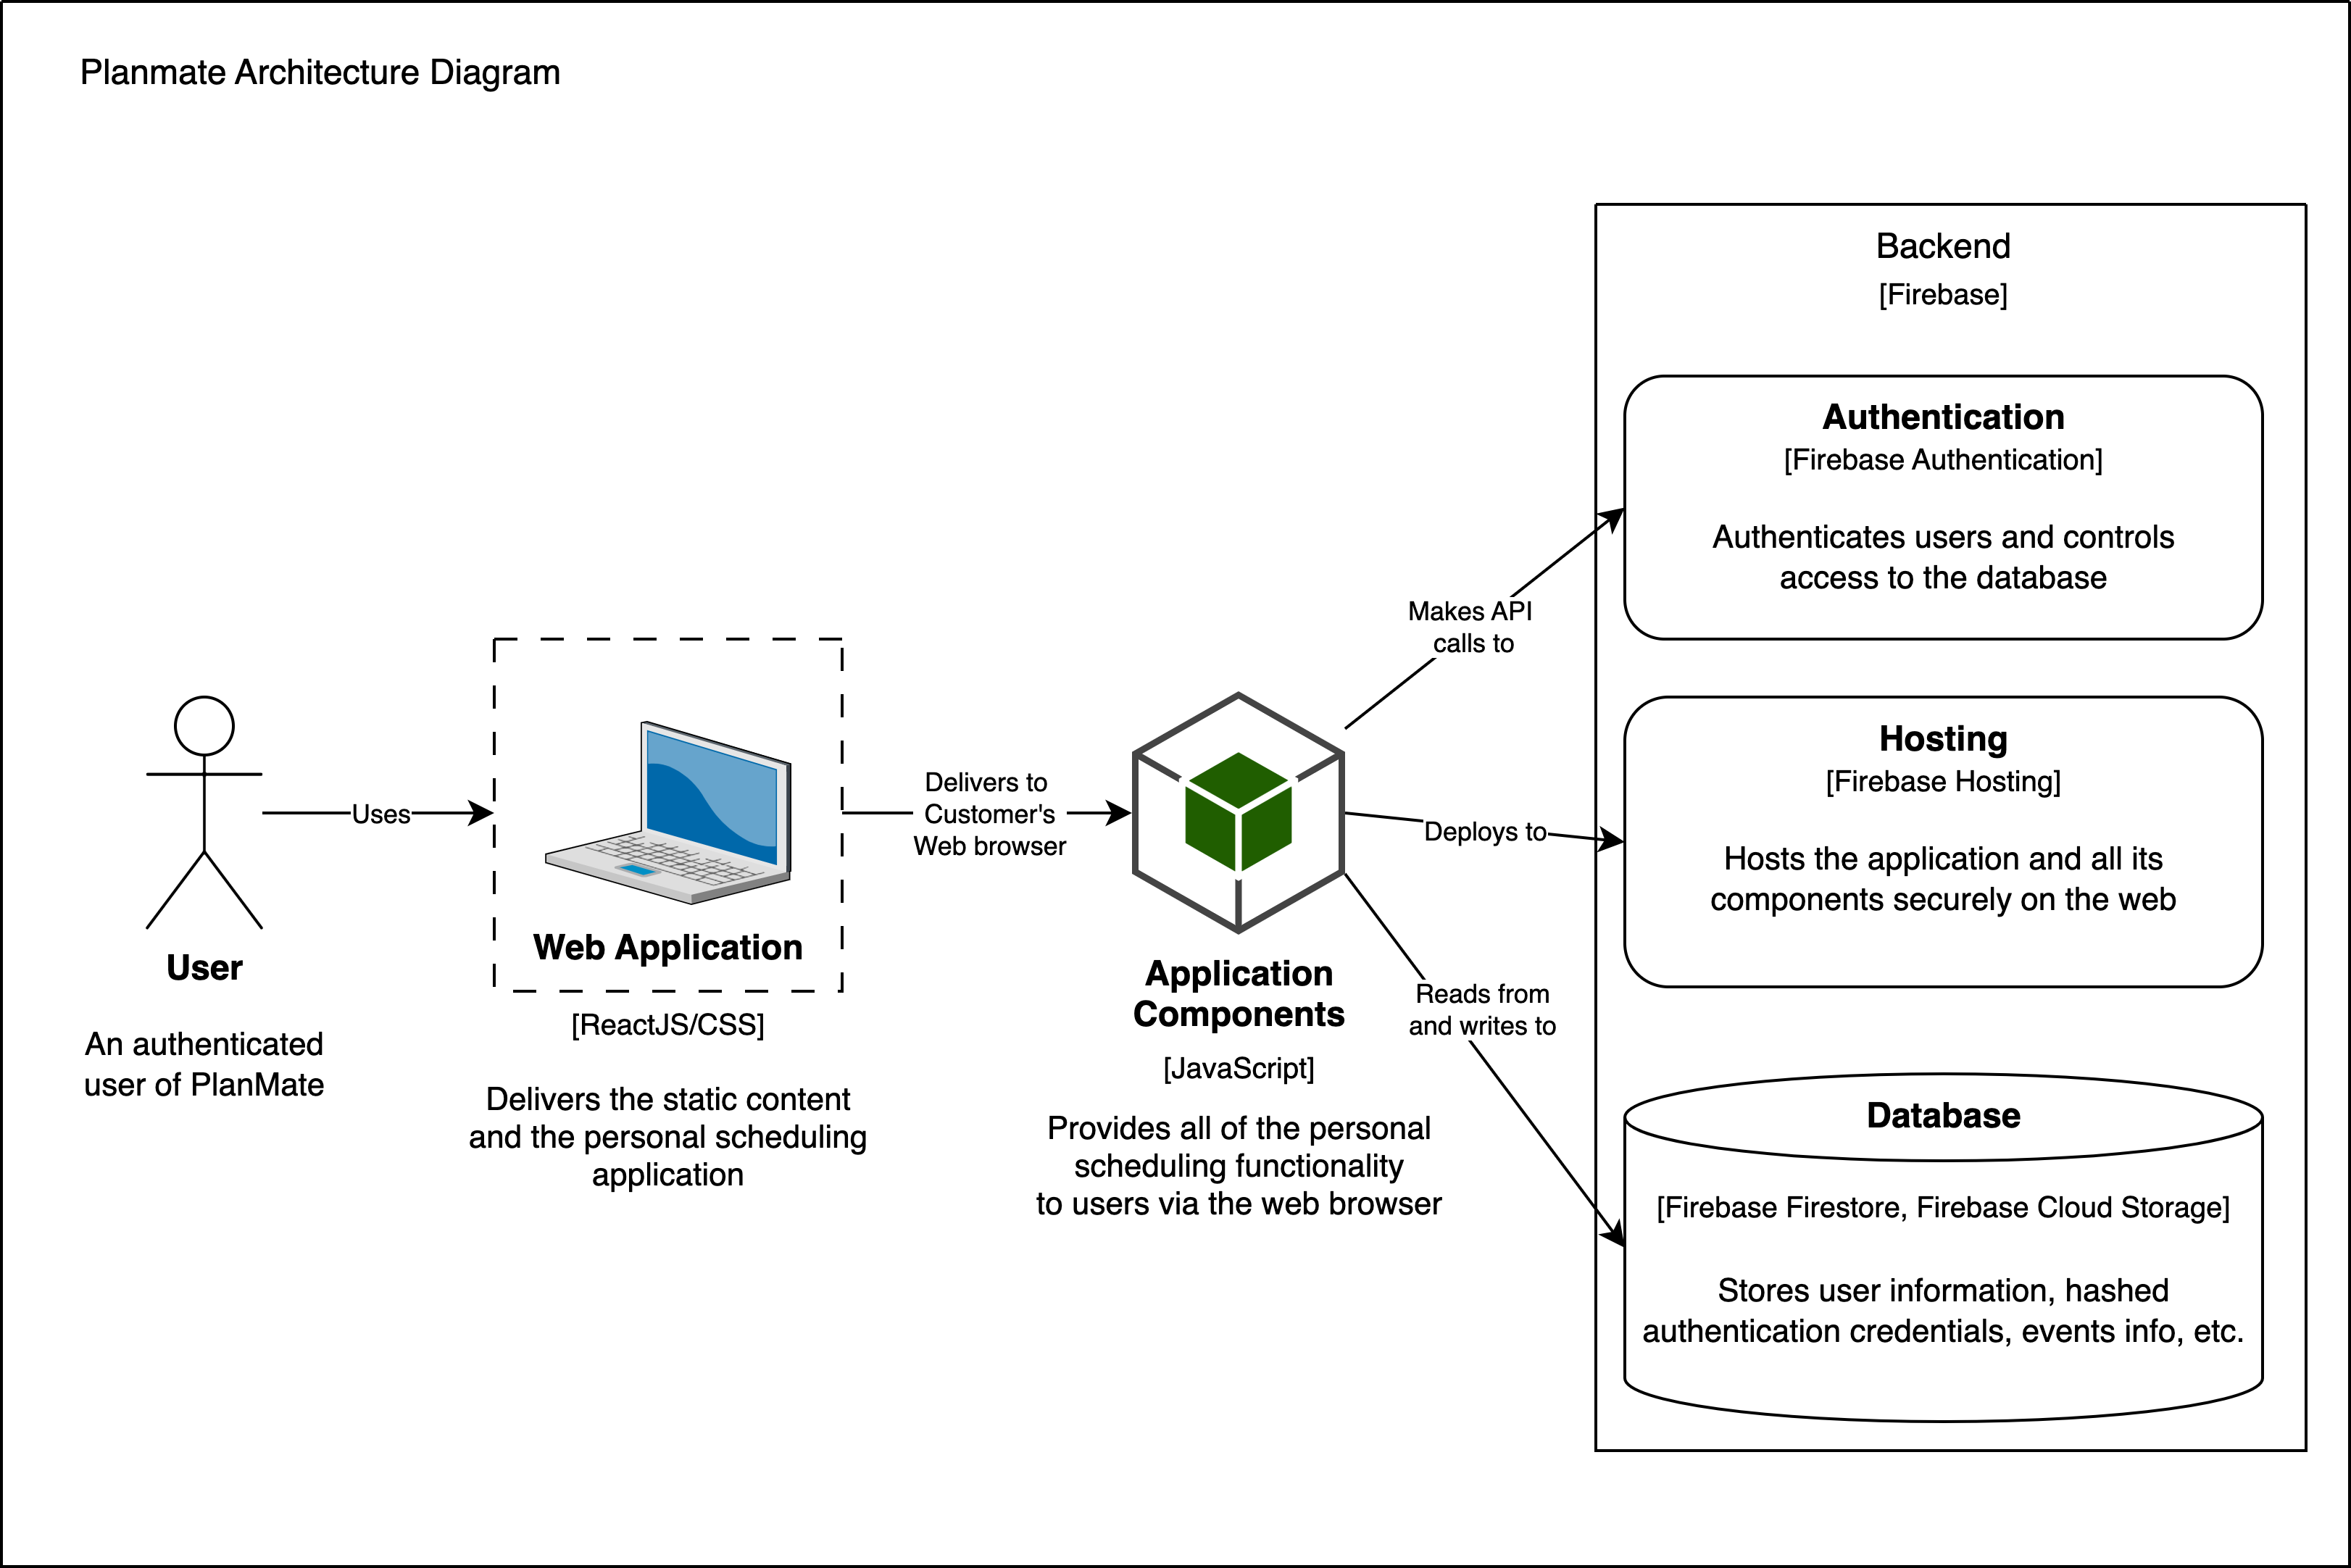 Planmate Architecture Diagram
User
An authenticated
user of PlanMate
Uses
Web Application
[ReactJS/CSS]
Delivers the static content
and the personal scheduling
application
Delivers to
Customer's
Web browser
Application
Components
[JavaScript]
Provides all of the personal
scheduling functionality
to users via the web browser
Makes API
calls to
Deploys to
Reads from
and writes to
Backend
[Firebase]
Authentication
[Firebase Authentication]
Authenticates users and controls
access to the database
Hosting
[Firebase Hosting]
Hosts the application and all its
components securely on the web
Database
[Firebase Firestore, Firebase Cloud Storage]
Stores user information, hashed
authentication credentials, events info, etc.